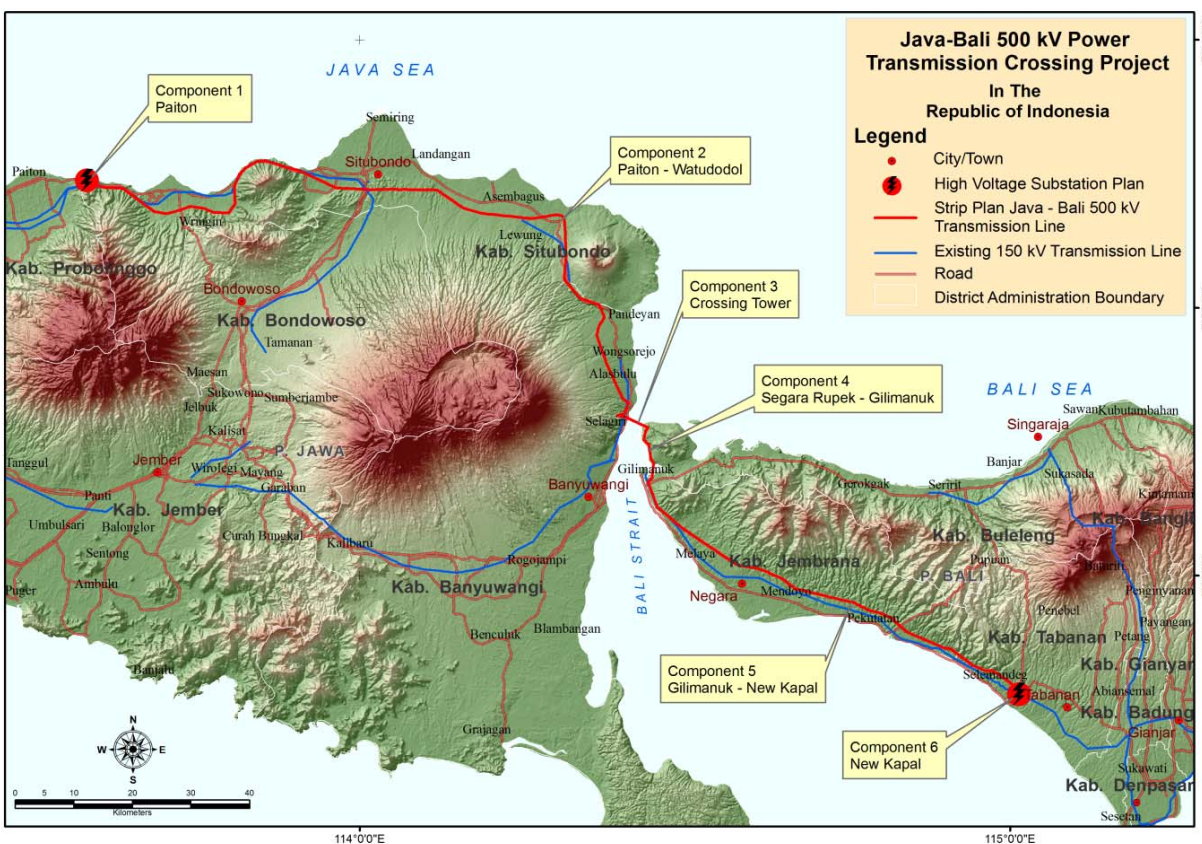 Java-Bali 500 kV Power
Transmission Crossing Project
In The
Republic of Indonesia
Legend
City/Town
High Voltage Substation Plan
Strip Plan Java - Bali 500 kV
Transmission Line
Existing 150 kV Transmission Line
Road
District Administration Boundary
JAVA SEA
Component 1
Paiton
Semiring
Landangan
Situbondo
Component 2
Paiton - Watudodol
Paiton
Asembagus
Wringin
Lewung
Kab. Situbondo
Kab. Probolinggo
Component 3
Crossing Tower
Bondowoso
Kab. Bondowoso
Pandeyan
Tamanan
Wongsorejo
Maesan
Alasbulu
Component 4
Segara Rupek - Gilimanuk
BALI SEA
Sukowono
Sumberjambe
Jelbuk
Sawan
Kubutambahan
Selagiri
Singaraja
Kalisat
P. JAWA
Tanggul
Jember
Wirolegi
Mayang
Gilimanuk
Banjar
Sukasada
Garahan
Banyuwangi
Gerokgak
Seririt
Kintamani
Panti
Kab. Jember
Kab. Bangli
Umbulsari
Balonglor
Curah Bungkal
Kalibaru
BALI STRAIT
Kab. Buleleng
Sentong
Rogojampi
Melaya
Kab. Jembrana
Pupuan
Baturiti
P. BALI
Puger
Ambulu
Kab. Banyuwangi
Negara
Mendoyo
Penginyanan
Penebel
Pekutatan
Payangan
Benculuk
Blambangan
Kab. Tabanan
Petang
Banjalu
Component 5
Gilimanuk - New Kapal
Kab. Gianyar
Selemandeg
Tabanan
Abiansemal
Kab. Badung
Grajagan
Gianjar
Component 6
New Kapal
Sukawati
Kab. Denpasar
Sesetan
N
W
E
S
0 5 10 20 30 40
Kilometers
114°0'0"E
115°0'0"E